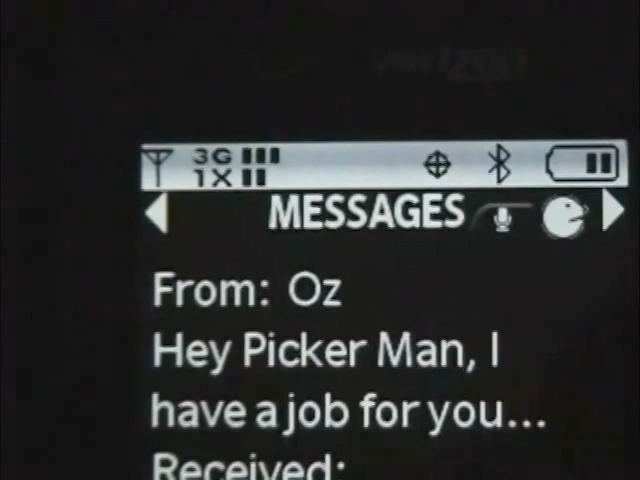 3G
1X
MESSAGES
From: Oz
Hey Picker Man, I
have a job for you...
Received: